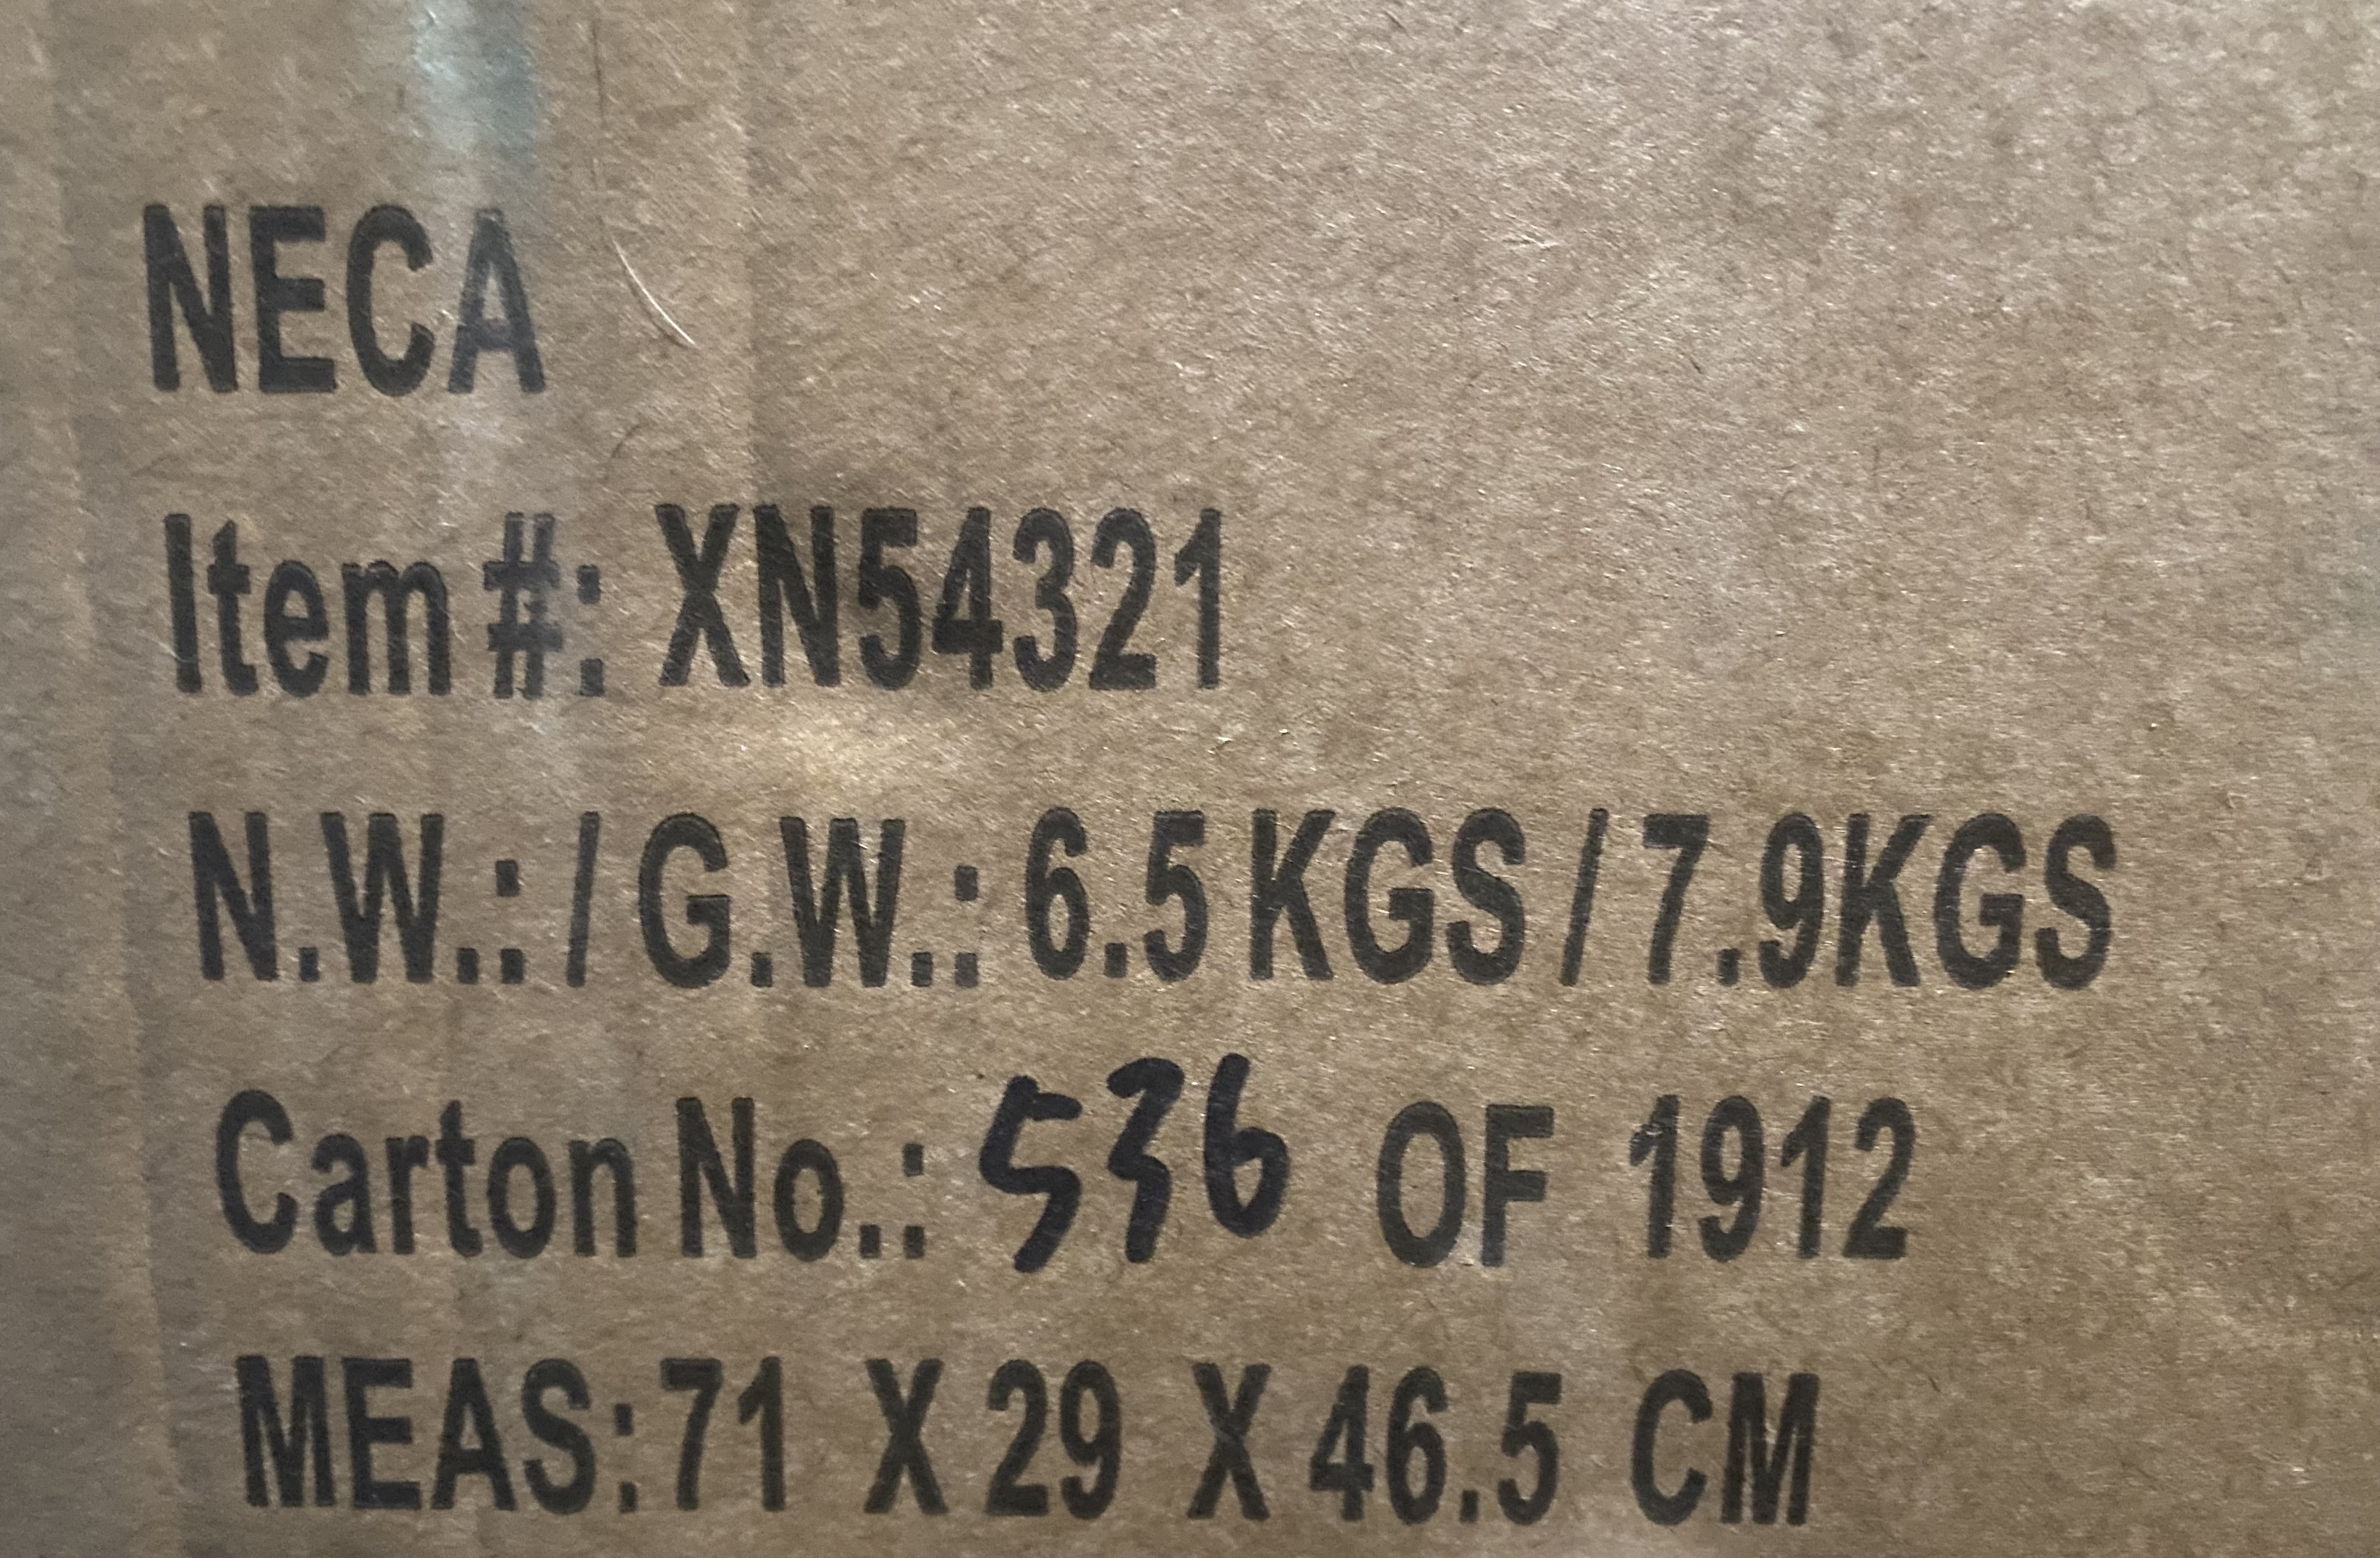 NECA
Item #: XN54321
N.W.: / G.W.: 6.5 KGS / 7.9KGS
Carton No.: 536 OF 1912
MEAS: 71 X 29 X 46.5 CM